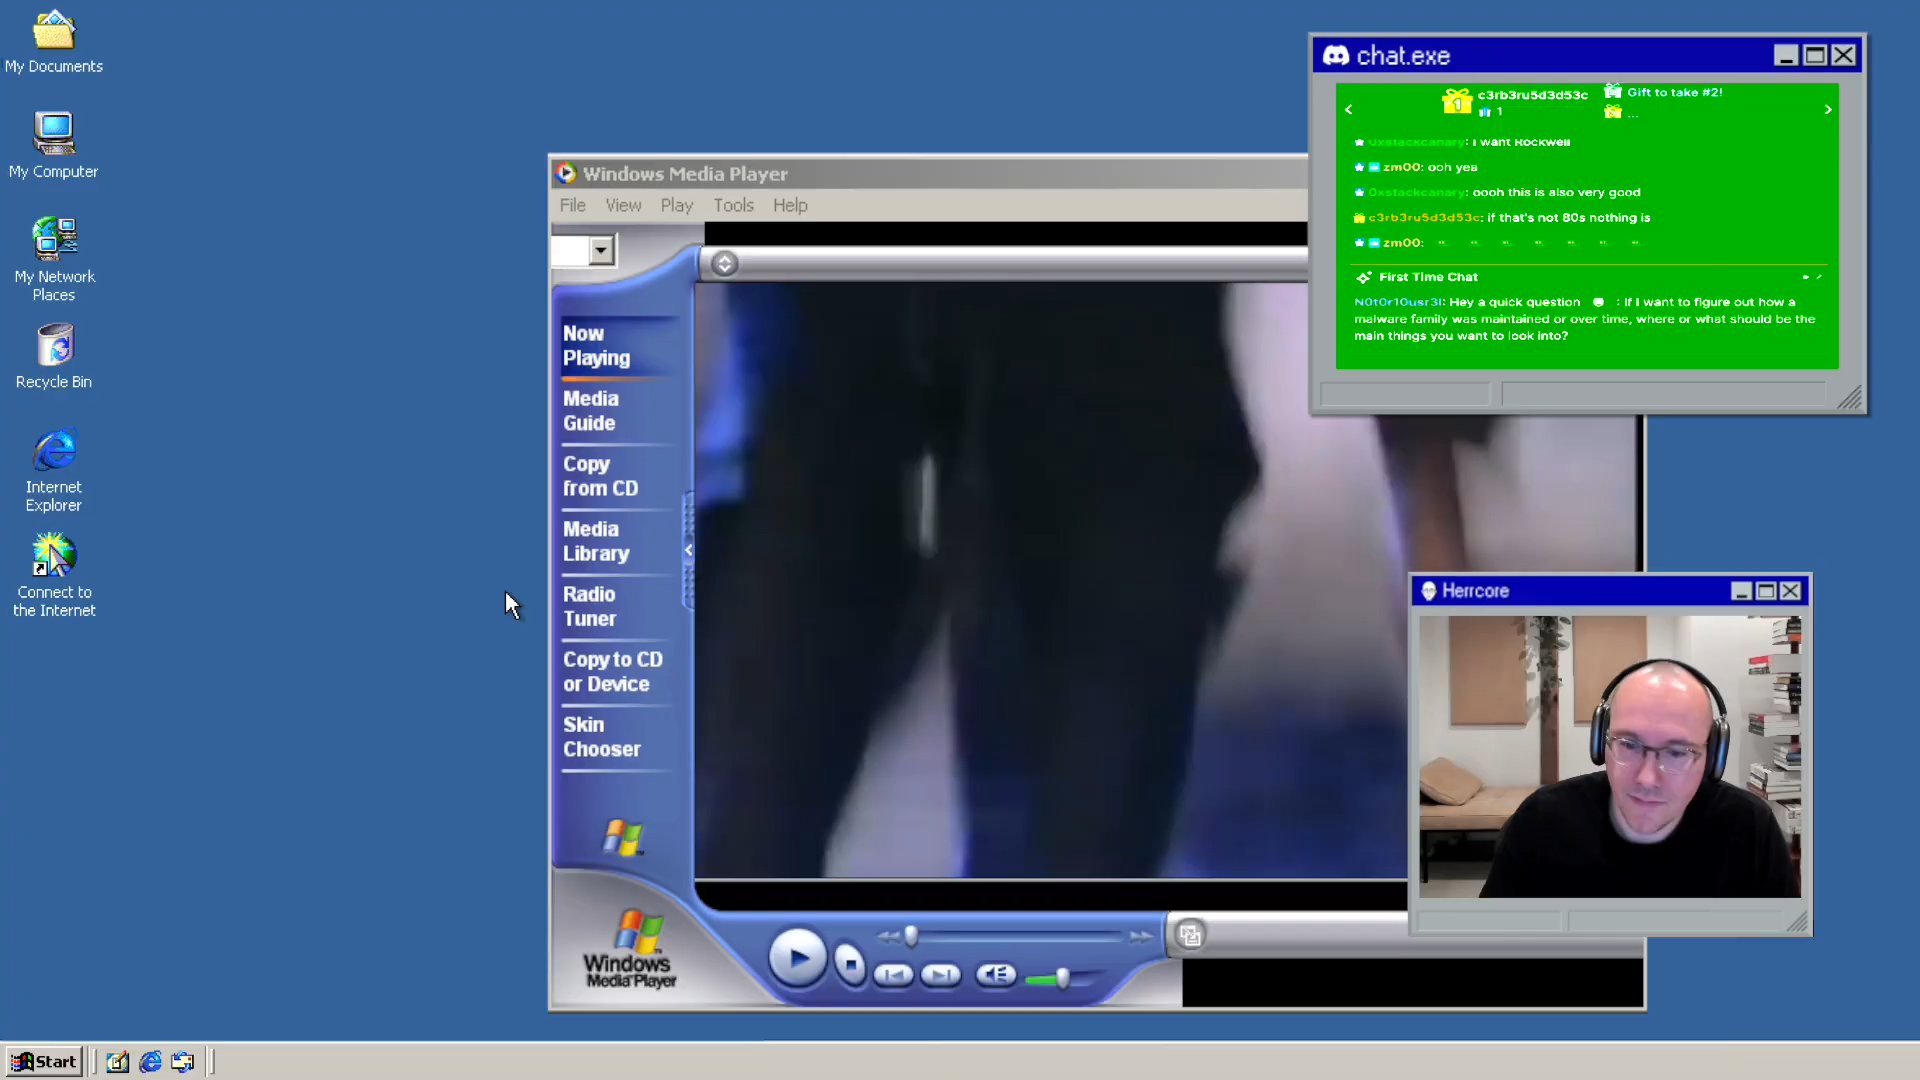 My Documents
My Computer
My Network
Places
Recycle Bin
Internet
Explorer
Connect to
the Internet
Windows Media Player
File View Play Tools Help
Now
Playing
Media
Guide
Copy
from CD
Media
Library
Radio
Tuner
Copy to CD
or Device
Skin
Chooser
Windows
Media Player
chat.exe
c3rb3ru5d3d53c
1
1
Gift to take #2!
...
0xstackcanary: I want Rockwell
zm00: ooh yea
0xstackcanary: oooh this is also very good
c3rb3ru5d3d53c: if that's not 80s nothing is
zm00:
First Time Chat
N0t0r10usr3l: Hey a quick question : If I want to figure out how a
malware family was maintained or over time, where or what should be the
main things you want to look into?
Herrcore
Start